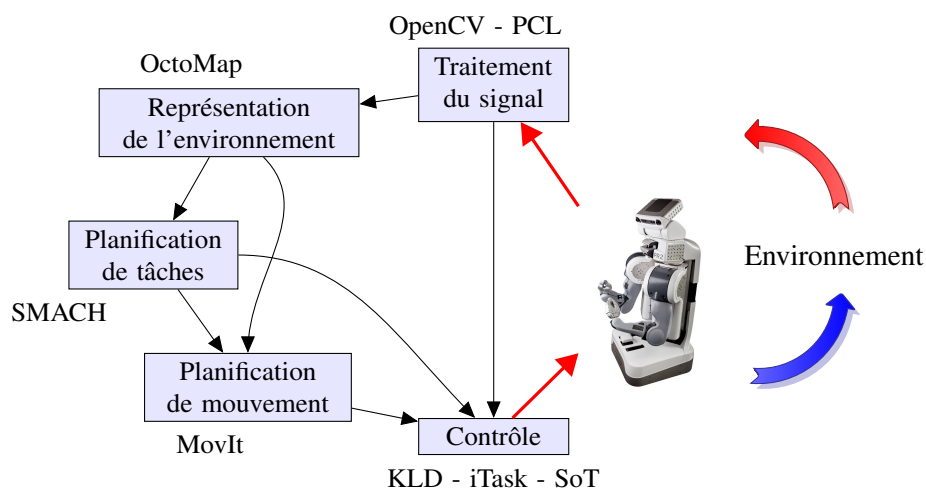 OpenCV - PCL
Traitement
du signal
OctoMap
Représentation
de l'environnement
Planification
de tâches
SMACH
Environnement
Planification
de mouvement
MovIt
Contrôle
KLD - iTask - SoT